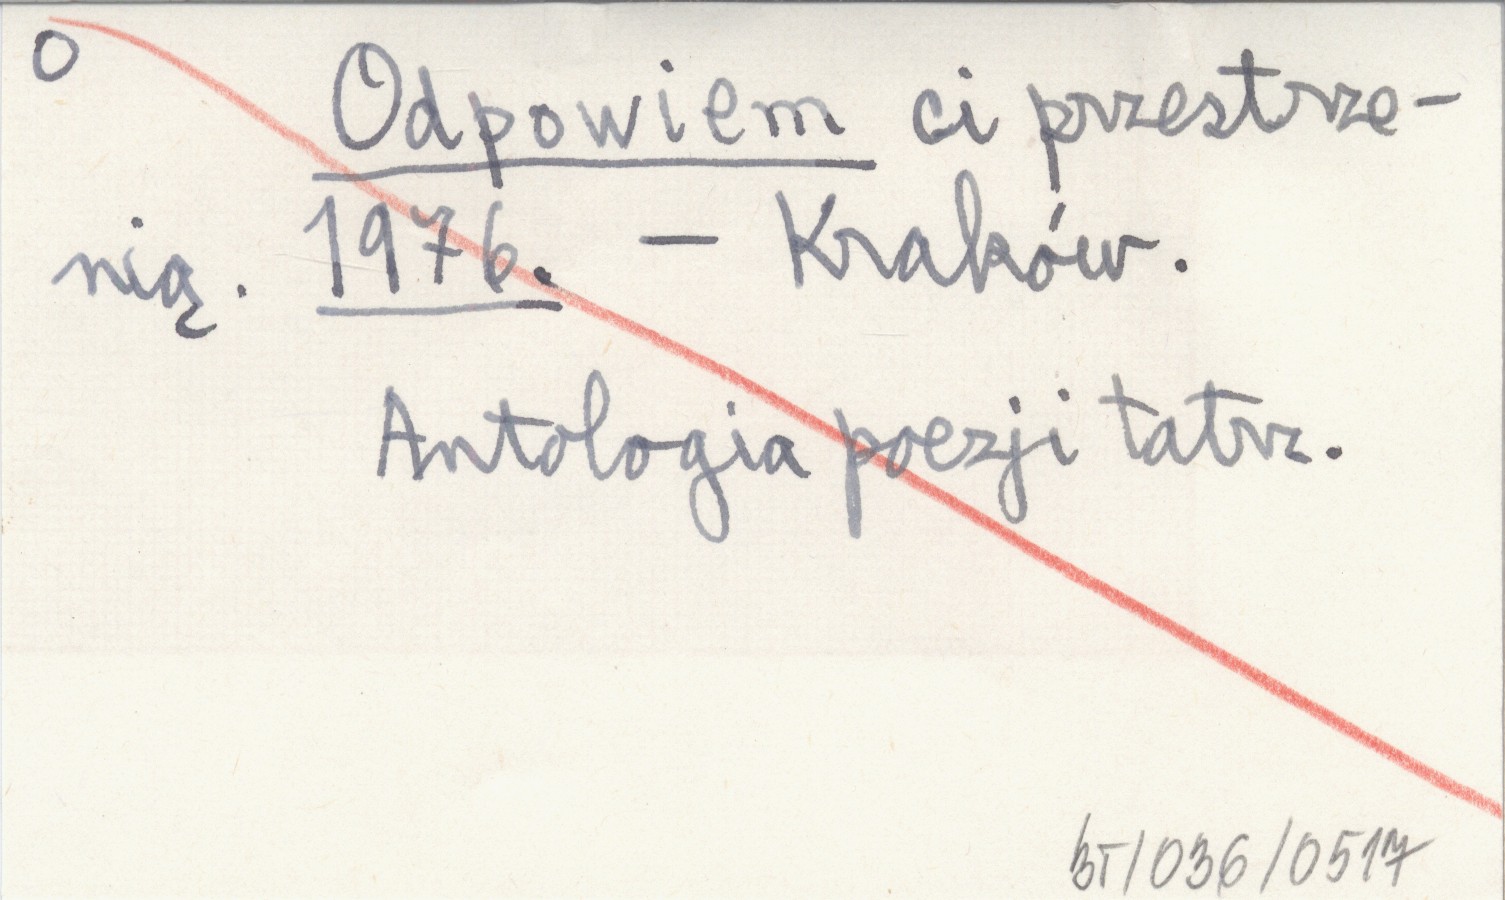 O
Odpowiem ci przestrze-
nią. 1976. – Kraków.
Antologia poezji tatrz.
BT/036/0517